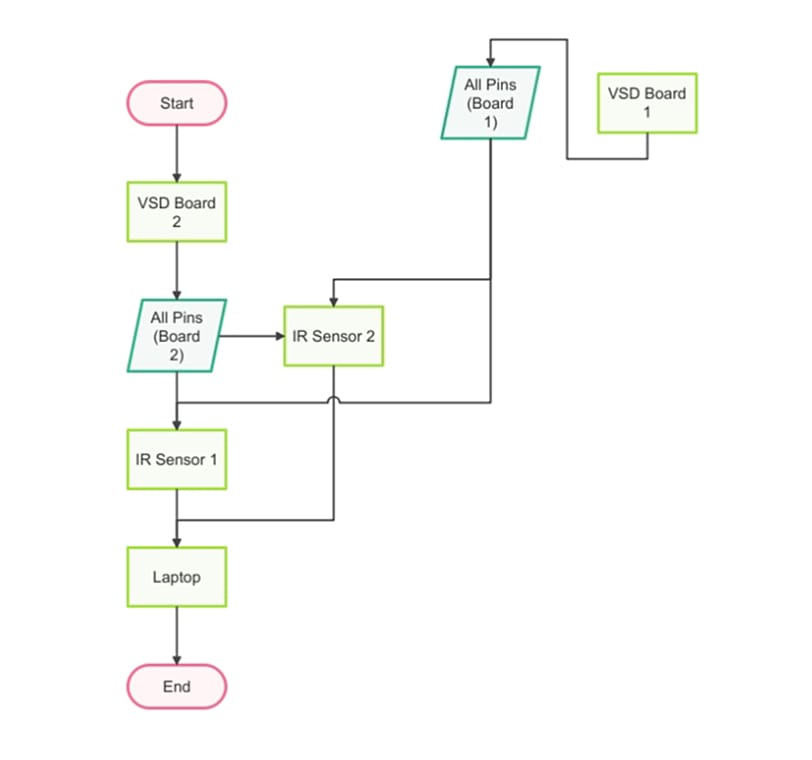 Start
All Pins
(Board
1)
VSD Board
1
VSD Board
2
All Pins
(Board
2)
IR Sensor 2
IR Sensor 1
Laptop
End